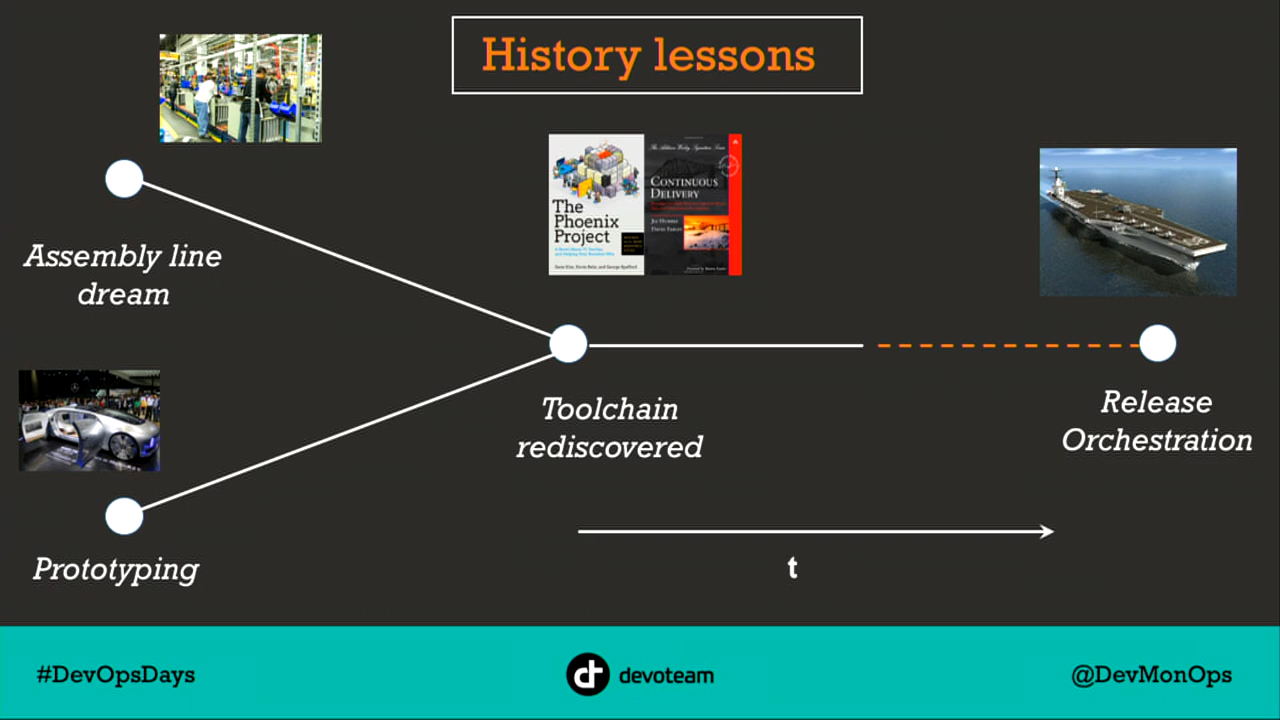 History lessons
The
Phoenix
Project
CONTINUOUS
DELIVERY
Assembly line
dream
Toolchain
rediscovered
Release
Orchestration
Prototyping
t
#DevOpsDays
devoteam
@DevMonOps